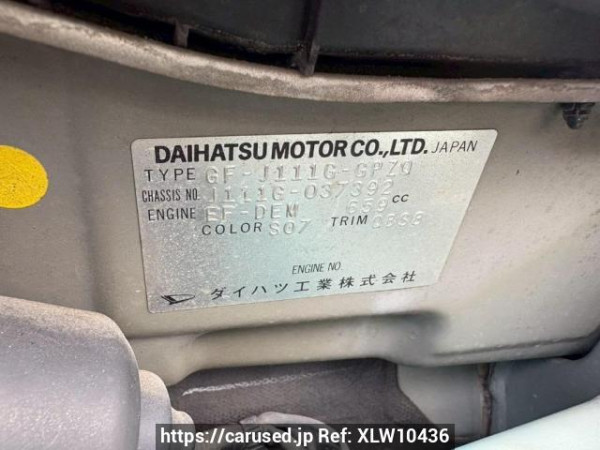 DAIHATSU MOTOR CO.,LTD. JAPAN
TYPE GF-J111G-GPZQ
CHASSIS NO. J111G-037392
ENGINE EF-DEM 659 CC
COLOR S07 TRIM
ENGINE NO.
ダイハツ工業株式会社
https://carused.jp Ref: XLW10436